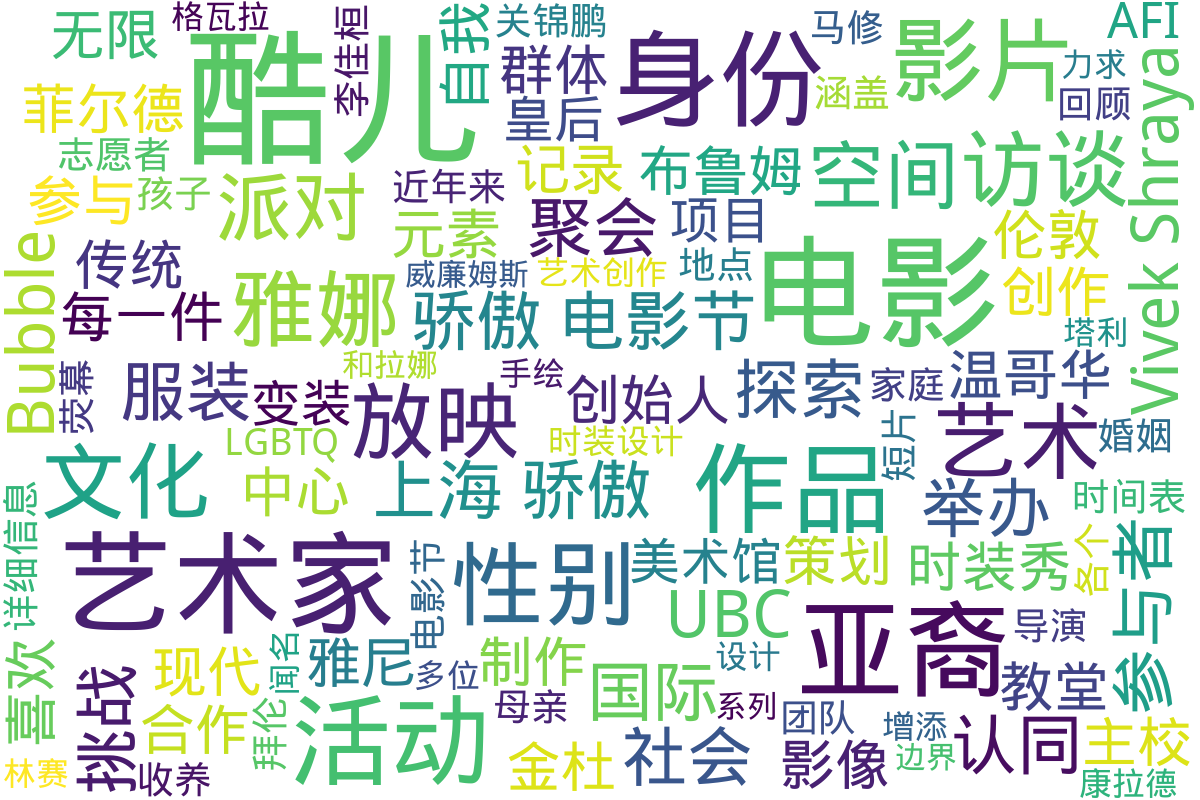 无限
格瓦拉
李佳桓
自我
关锦鹏
马修
AFI
酷儿
群体
身份
影片
力求
菲尔德
皇后
涵盖
回顾
志愿者
记录
布鲁姆
空间
访谈
Vivek Shraya
参与
孩子
派对
近年来
元素
聚会
项目
伦敦
传统
威廉姆斯
艺术创作
地点
电影
创作
Bubble
每一件
雅娜
骄傲
电影节
塔利
荧幕
服装
变装
和拉娜
手绘
创始人
探索
家庭
温哥华
放映
LGBTQ
时装设计
短片
艺术
婚姻
文化
中心
上海
骄傲
作品
举办
时间表
详细信息
艺术家
电影节
性别
美术馆
策划
时装秀
各个
参与者
UBC
亚裔
导演
喜欢
挑战
现代
闻名
雅尼
多位
制作
国际
设计
教堂
合作
拜伦
活动
母亲
系列
团队
增添
认同
主校
林赛
收养
金杜
社会
影像
边界
康拉德